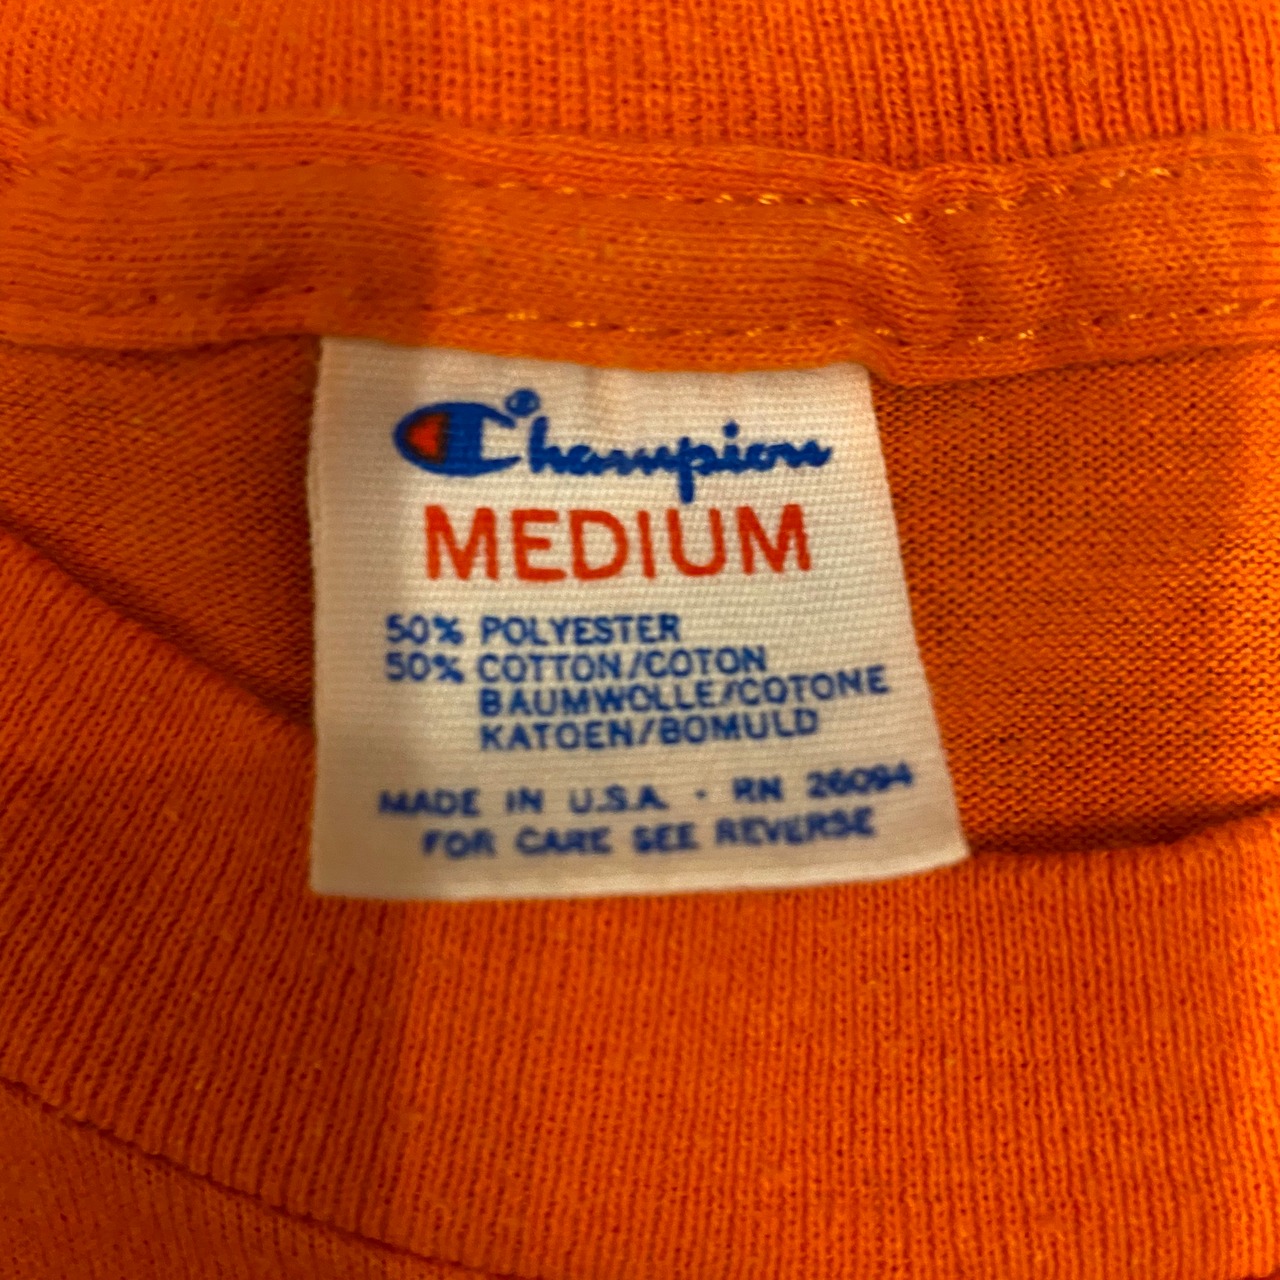 Champion®
MEDIUM
50% POLYESTER
50% COTTON/COTON
BAUMWOLLE/COTONE
KATOEN/BOMULD
MADE IN U.S.A. • RN 26094
FOR CARE SEE REVERSE